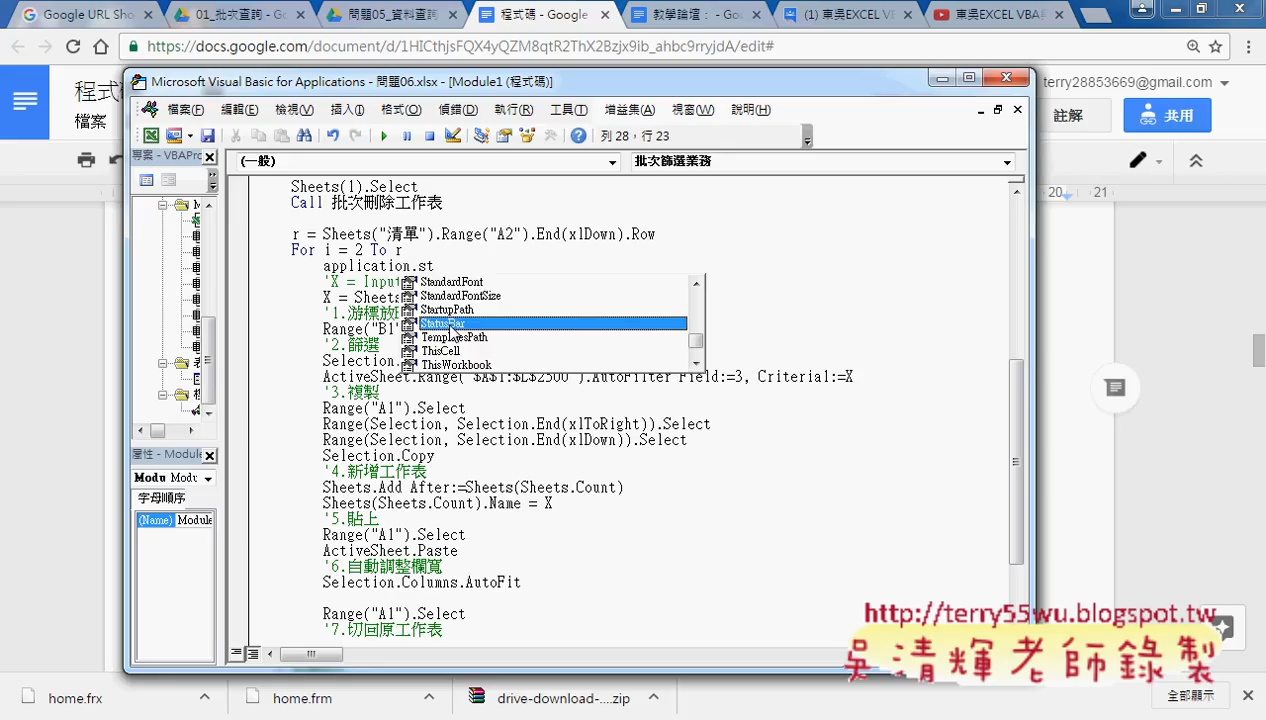 Google URL Sho
01_批次查詢 - G
問題05_資料查詢
程式碼 - Google
教學論壇： - Go
(1) 東吳EXCEL V
東吳EXCEL VBA
https://docs.google.com/document/d/1HICthjsFQX4yQZM8qtR2ThX2Bzjx9ib_ahbc9rryjdA/edit#
程式
檔案
terry28853669@gmail.com
註解
共用
20
21
Microsoft Visual Basic for Applications - 問題06.xlsx - [Module1 (程式碼)]
檔案(F) 編輯(E) 檢視(V) 插入(I) 格式(O) 偵錯(D) 執行(R) 工具(T) 增益集(A) 視窗(W) 說明(H)
列 28，行 23
專案 - VBAPro
(一般)
批次篩選業務
Sheets(1).Select
Call 批次刪除工作表
r = Sheets("清單").Range("A2").End(xlDown).Row
For i = 2 To r
application.st
'X = Input
X = Sheets
'1.游標放
Range("B1"
'2.篩選
Selection.
ActiveSheet.Range("$A$1:$L$2500").AutoFilter Field:=3, Criteria1:=X
StandardFont
StandardFontSize
StartupPath
StatusBar
TemplatesPath
ThisCell
ThisWorkbook
'3.複製
Range("A1").Select
Range(Selection, Selection.End(xlToRight)).Select
Range(Selection, Selection.End(xlDown)).Select
Selection.Copy
'4.新增工作表
Sheets.Add After:=Sheets(Sheets.Count)
Sheets(Sheets.Count).Name = X
'5.貼上
Range("A1").Select
ActiveSheet.Paste
'6.自動調整欄寬
Selection.Columns.AutoFit
Range("A1").Select
'7.切回原工作表
屬性 - Module
Modu Modu
字母順序
(Name) Module
http://terry55wu.blogspot.tw
吳清輝老師錄製
home.frx
home.frm
drive-download-....zip
全部顯示